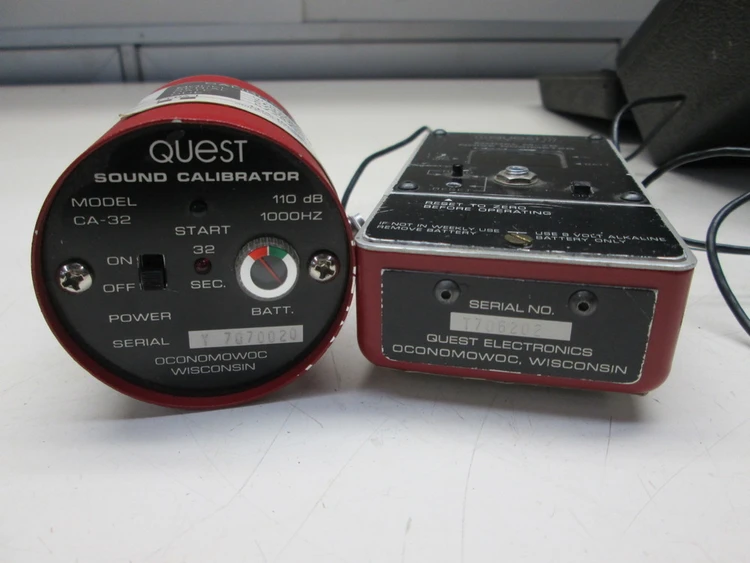 QUEST
SOUND CALIBRATOR
MODEL
CA-32
110 dB
1000HZ
START
32
SEC.
ON
OFF
POWER
BATT.
SERIAL Y 7070020
OCONOMOWOC
WISCONSIN
RESET TO ZERO
BEFORE OPERATING
IF NOT IN WEEKLY USE
REMOVE BATTERY
USE 9 VOLT ALKALINE
BATTERY ONLY
SERIAL NO.
T706202
QUEST ELECTRONICS
OCONOMOWOC, WISCONSIN